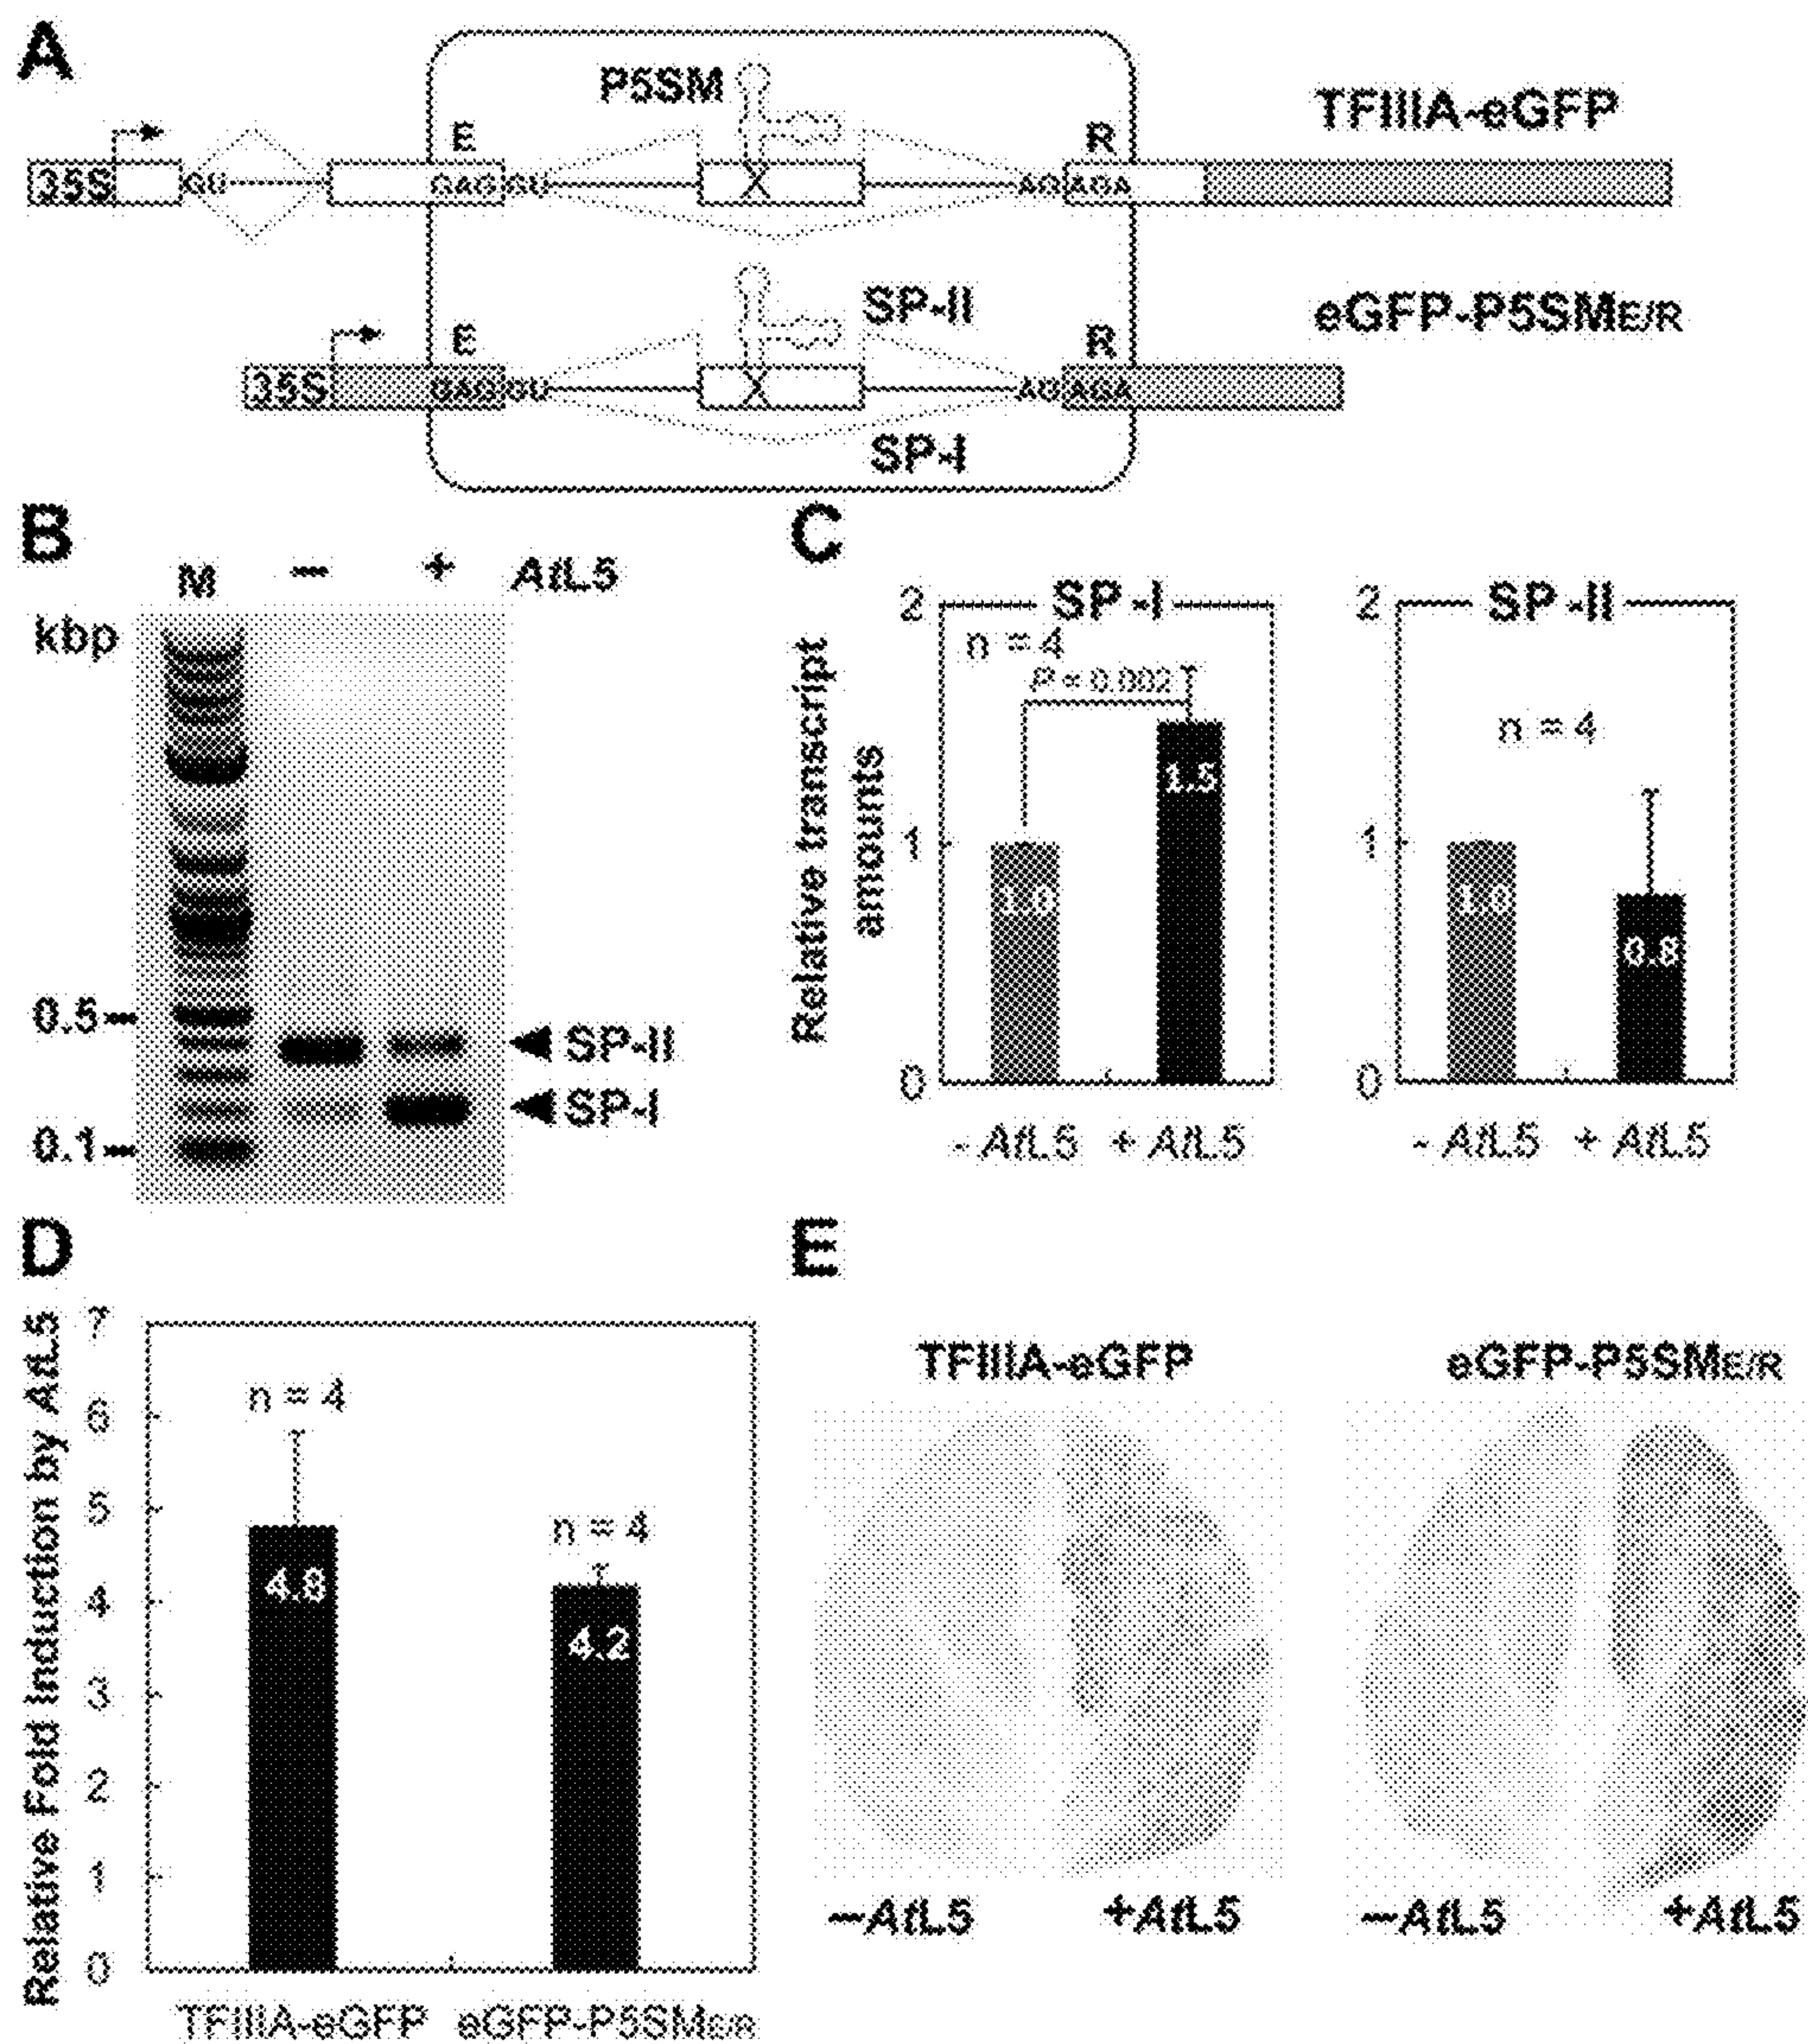 A
P5SM
TFIIIA-eGFP
E
R
35S
GU
GAG GU
X
AG AGA
SP-II
eGFP-P5SME/R
E
R
35S
GAG GU
X
AG AGA
SP-I
B
M – + AtL5
kbp
0.5
0.1
SP-II
SP-I
C
Relative transcript
amounts
SP-I
n = 4
P = 0.002
2
1
0
1.0
1.5
- AtL5 + AtL5
SP-II
n = 4
2
1
0
1.0
0.8
- AtL5 + AtL5
D
Relative Fold Induction by AtL5
7
6
5
4
3
2
1
0
n = 4
4.8
n = 4
4.2
TFIIIA-eGFP eGFP-P5SME/R
E
TFIIIA-eGFP
eGFP-P5SME/R
–AtL5 +AtL5
–AtL5 +AtL5